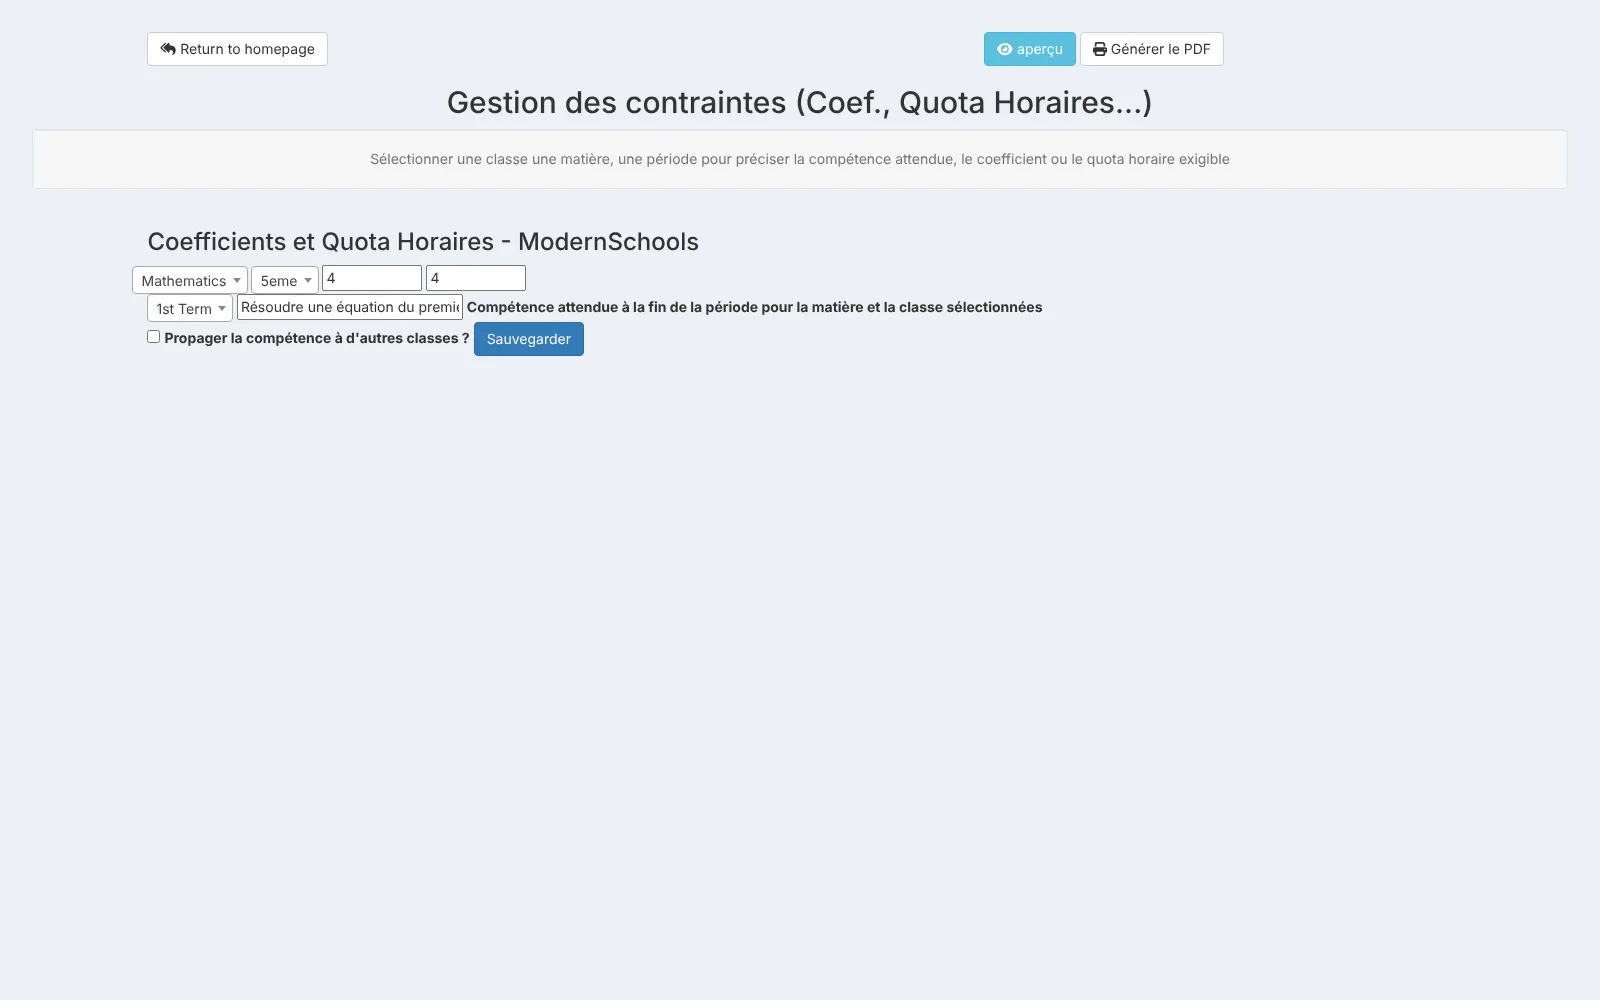 Return to homepage
aperçu
Générer le PDF
Gestion des contraintes (Coef., Quota Horaires...)
Sélectionner une classe une matière, une période pour préciser la compétence attendue, le coefficient ou le quota horaire exigible
Coefficients et Quota Horaires - ModernSchools
Mathematics 5eme 4 4
1st Term Résoudre une équation du premie Compétence attendue à la fin de la période pour la matière et la classe sélectionnées
Propager la compétence à d'autres classes ? Sauvegarder